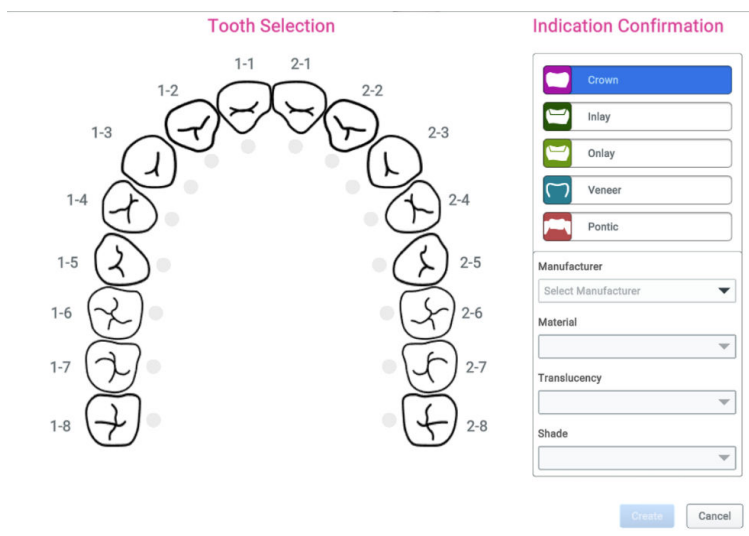 Tooth Selection
Indication Confirmation
1-1
2-1
1-2
2-2
1-3
2-3
1-4
2-4
1-5
2-5
1-6
2-6
1-7
2-7
1-8
2-8
Crown
Inlay
Onlay
Veneer
Pontic
Manufacturer
Select Manufacturer
Material
Translucency
Shade
Create
Cancel